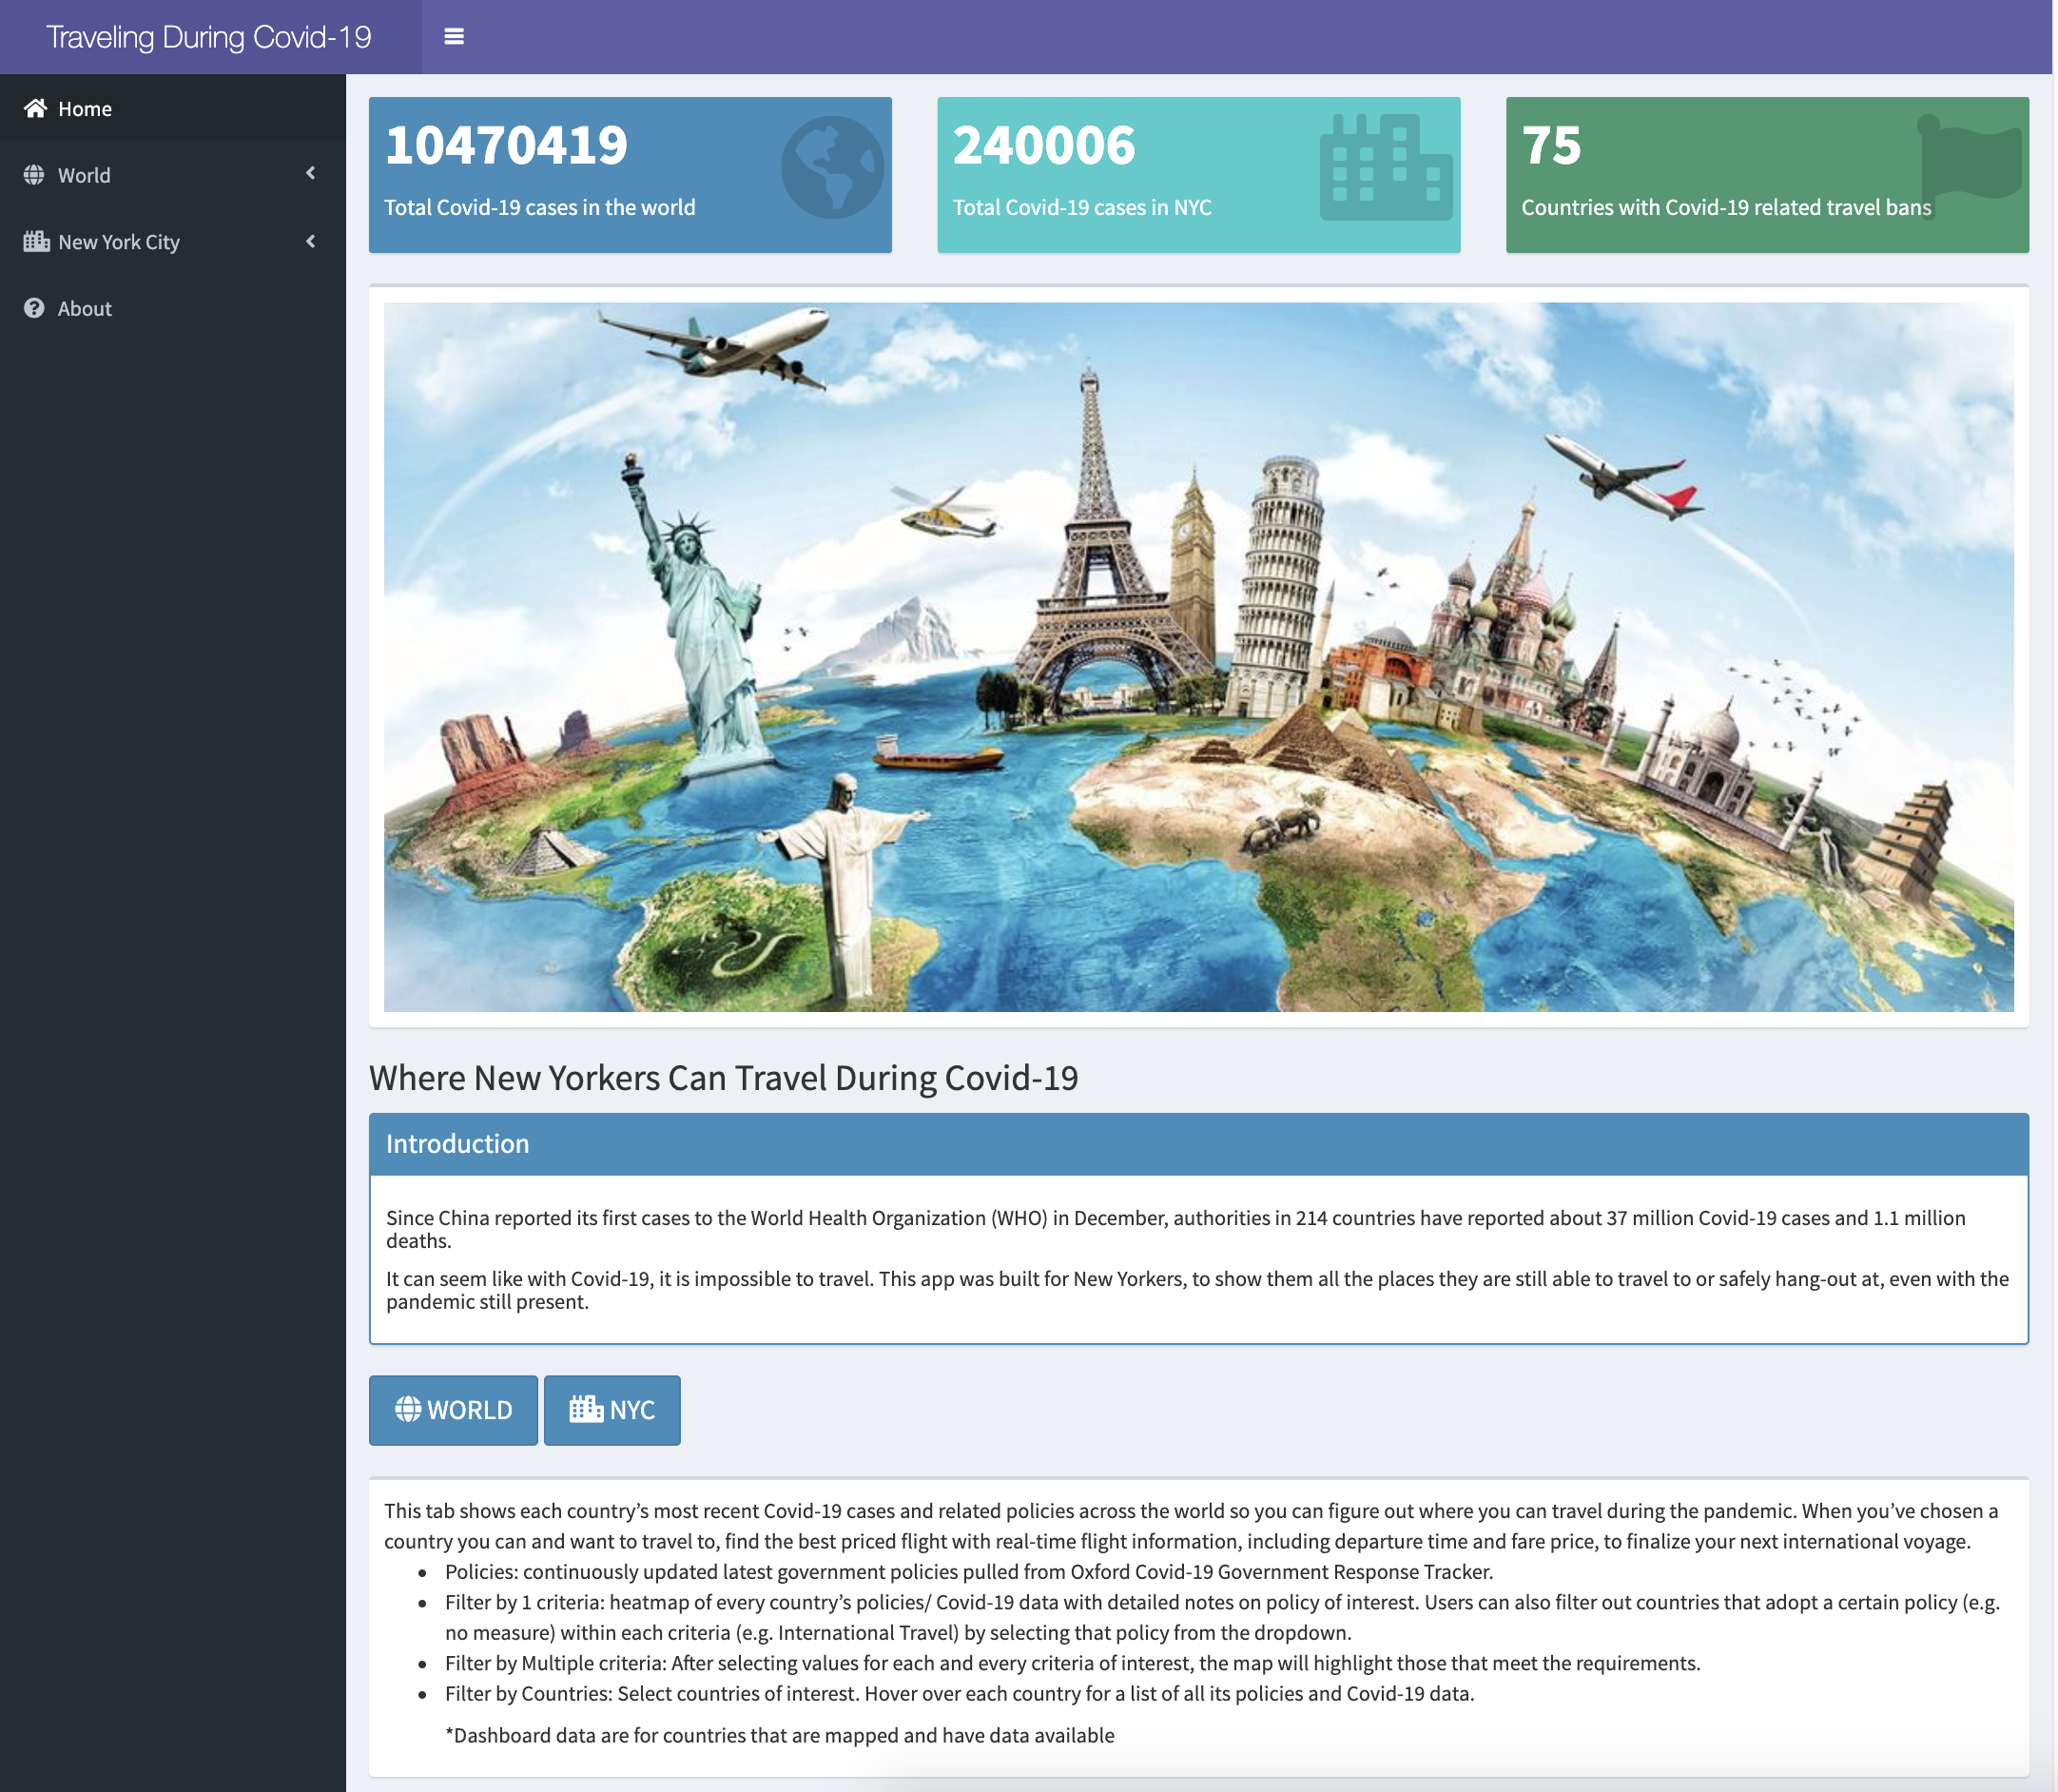 Traveling During Covid-19
Home
World
New York City
About
10470419
Total Covid-19 cases in the world
240006
Total Covid-19 cases in NYC
75
Countries with Covid-19 related travel bans
Where New Yorkers Can Travel During Covid-19
Introduction
Since China reported its first cases to the World Health Organization (WHO) in December, authorities in 214 countries have reported about 37 million Covid-19 cases and 1.1 million
deaths.
It can seem like with Covid-19, it is impossible to travel. This app was built for New Yorkers, to show them all the places they are still able to travel to or safely hang-out at, even with the
pandemic still present.
WORLD
NYC
This tab shows each country’s most recent Covid-19 cases and related policies across the world so you can figure out where you can travel during the pandemic. When you’ve chosen a
country you can and want to travel to, find the best priced flight with real-time flight information, including departure time and fare price, to finalize your next international voyage.
• Policies: continuously updated latest government policies pulled from Oxford Covid-19 Government Response Tracker.
• Filter by 1 criteria: heatmap of every country’s policies/ Covid-19 data with detailed notes on policy of interest. Users can also filter out countries that adopt a certain policy (e.g.
no measure) within each criteria (e.g. International Travel) by selecting that policy from the dropdown.
• Filter by Multiple criteria: After selecting values for each and every criteria of interest, the map will highlight those that meet the requirements.
• Filter by Countries: Select countries of interest. Hover over each country for a list of all its policies and Covid-19 data.
*Dashboard data are for countries that are mapped and have data available